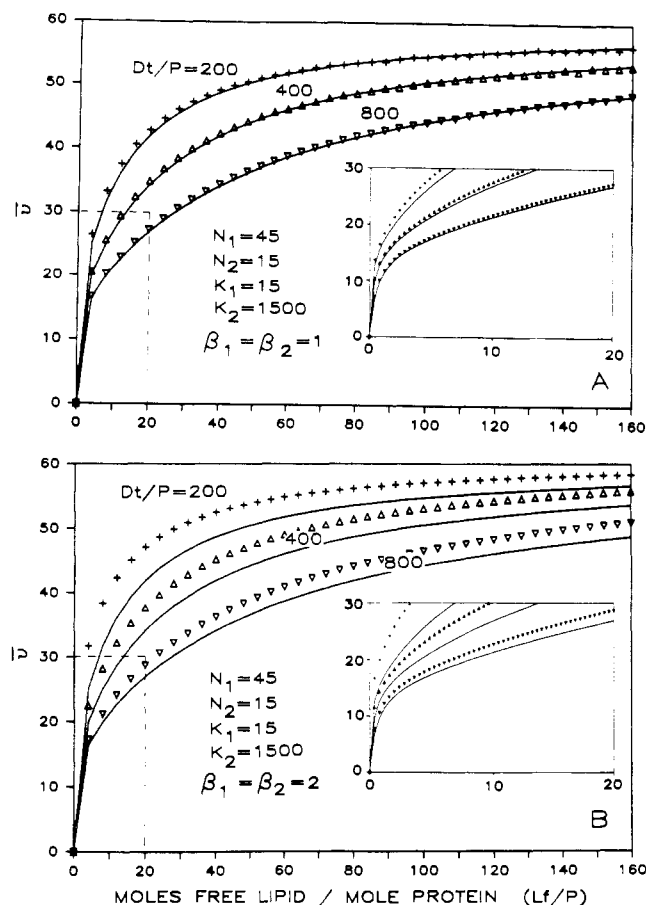 60
50
40
30
20
10
0
ῡ
Dt/P=200
400
800
N₁=45
N₂=15
K₁=15
K₂=1500
β₁=β₂=1
30
20
10
0
0 10 20
A
0 20 40 60 80 100 120 140 160
60
50
40
30
20
10
0
ῡ
Dt/P=200
400
800
N₁=45
N₂=15
K₁=15
K₂=1500
β₁=β₂=2
30
20
10
0
0 10 20
B
0 20 40 60 80 100 120 140 160
MOLES FREE LIPID / MOLE PROTEIN (Lf/P)